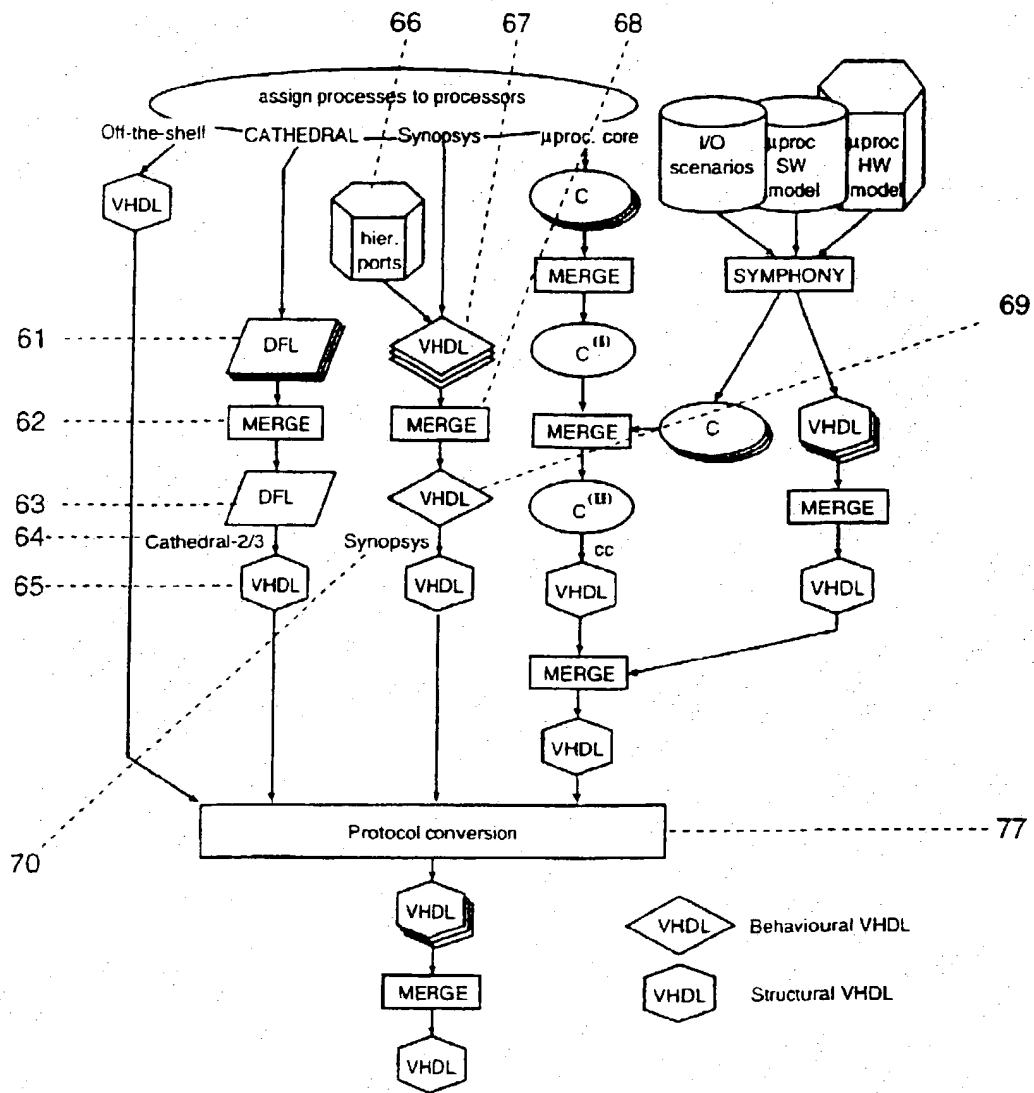 66 67 68
assign processes to processors
Off-the-shelf CATHEDRAL Synopsys μproc. core
I/O scenarios
μproc SW model
μproc HW model
VHDL
C
hier. ports
MERGE
SYMPHONY
69
61
DFL
VHDL
C(I)
62
MERGE
MERGE
MERGE
C
VHDL
63
DFL
VHDL
C(II)
MERGE
64
Cathedral-2/3
Synopsys
cc
65
VHDL
VHDL
VHDL
VHDL
MERGE
VHDL
Protocol conversion
77
70
VHDL
VHDL Behavioural VHDL
MERGE
VHDL Structural VHDL
VHDL